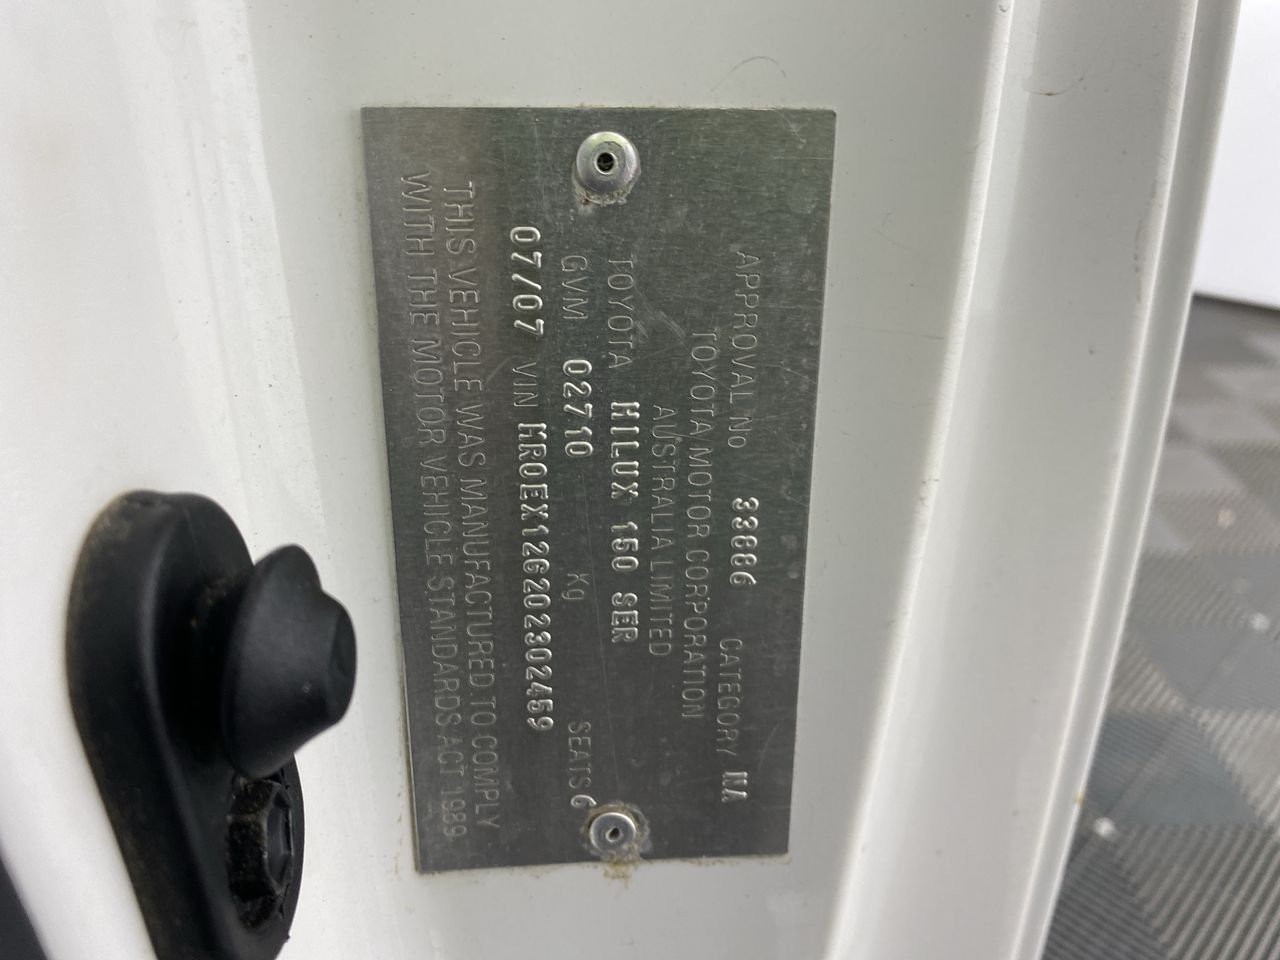 APPROVAL No 33886 CATEGORY NA
TOYOTA MOTOR CORPORATION
AUSTRALIA LIMITED
TOYOTA HILUX 150 SER
GVM 02710 Kg SEATS 6
07/07 VIN MR0EX12G202302459
THIS VEHICLE WAS MANUFACTURED TO COMPLY
WITH THE MOTOR VEHICLE STANDARDS ACT 1989